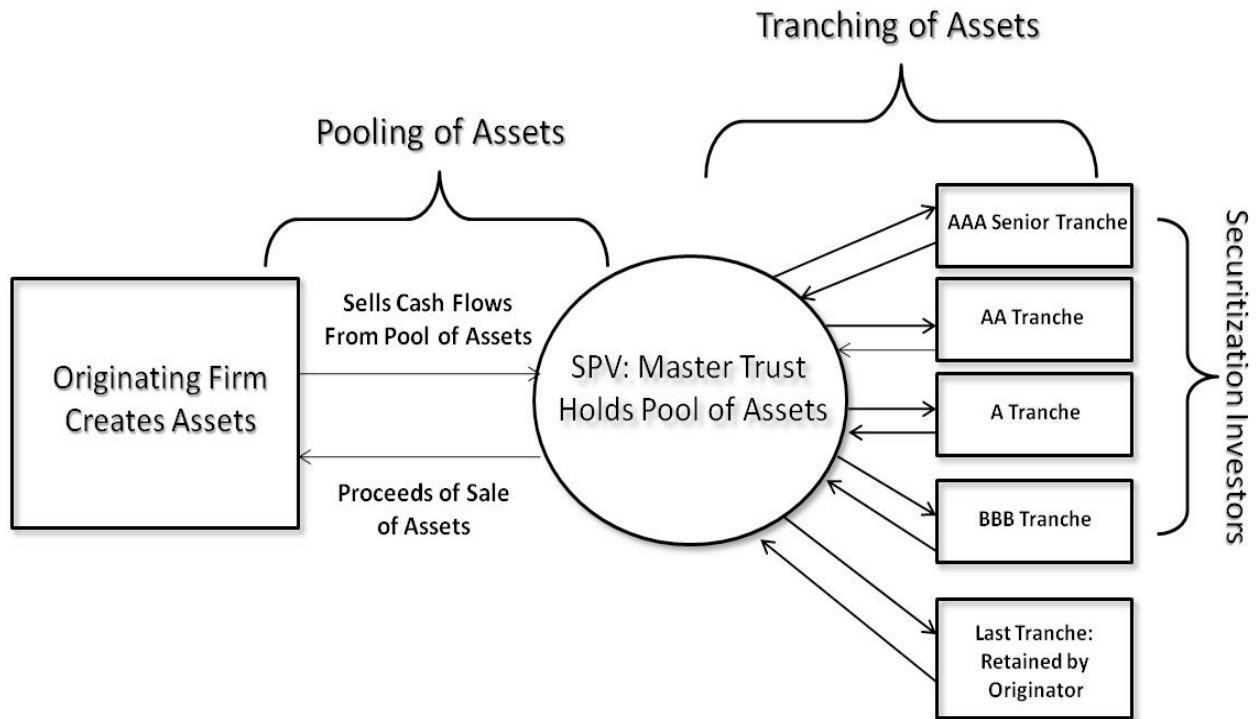 Tranching of Assets
Pooling of Assets
Originating Firm
Creates Assets
Sells Cash Flows
From Pool of Assets
Proceeds of Sale
of Assets
SPV: Master Trust
Holds Pool of Assets
AAA Senior Tranche
AA Tranche
A Tranche
BBB Tranche
Last Tranche:
Retained by
Originator
Securitization Investors